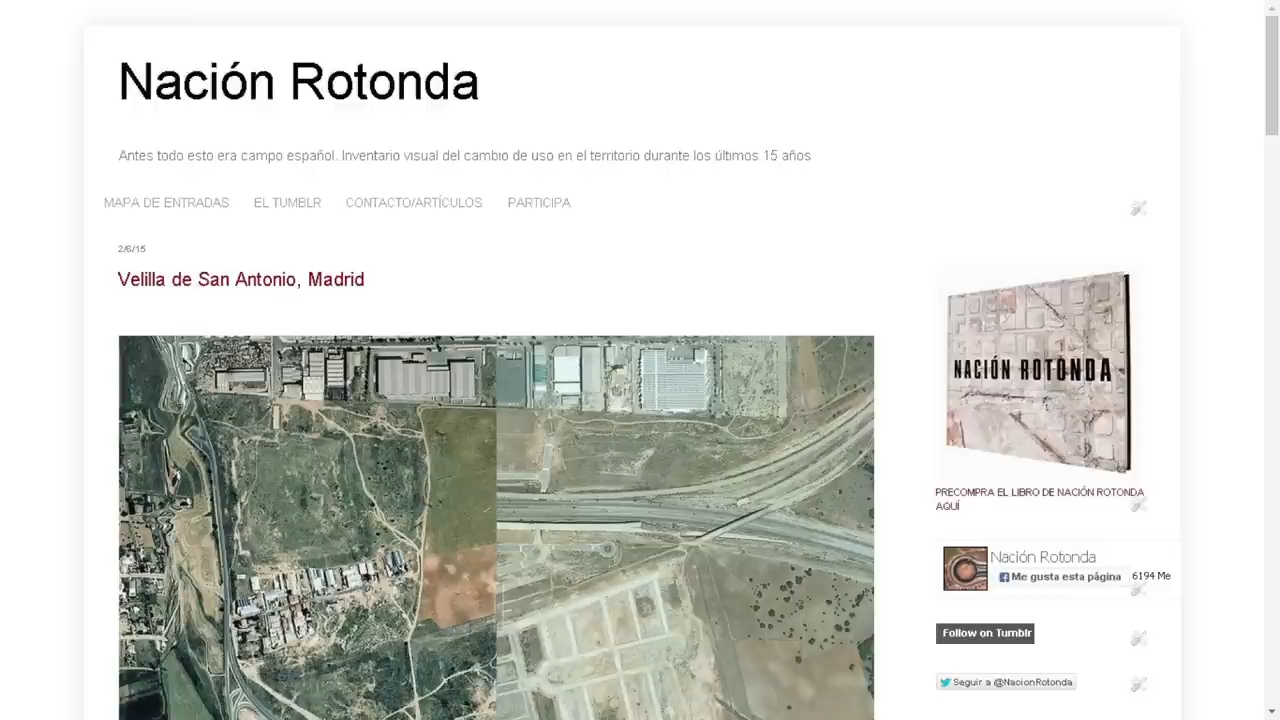 Nación Rotonda
Antes todo esto era campo español. Inventario visual del cambio de uso en el territorio durante los últimos 15 años
MAPA DE ENTRADAS EL TUMBLR CONTACTO/ARTÍCULOS PARTICIPA
2/6/15
Velilla de San Antonio, Madrid
NACIÓN ROTONDA
PRECOMPRA EL LIBRO DE NACIÓN ROTONDA
AQUÍ
Nación Rotonda
Me gusta esta página 6194 Me
Follow on Tumblr
Seguir a @NacionRotonda